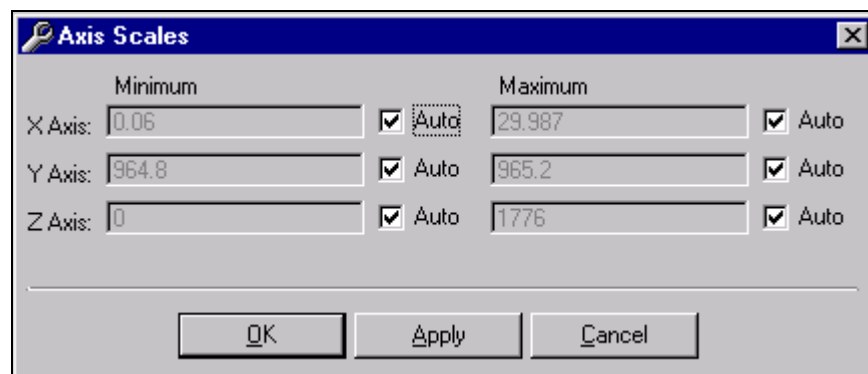 Axis Scales
Minimum Maximum
X Axis: 0.06 Auto 29.987 Auto
Y Axis: 964.8 Auto 965.2 Auto
Z Axis: 0 Auto 1776 Auto
OK Apply Cancel